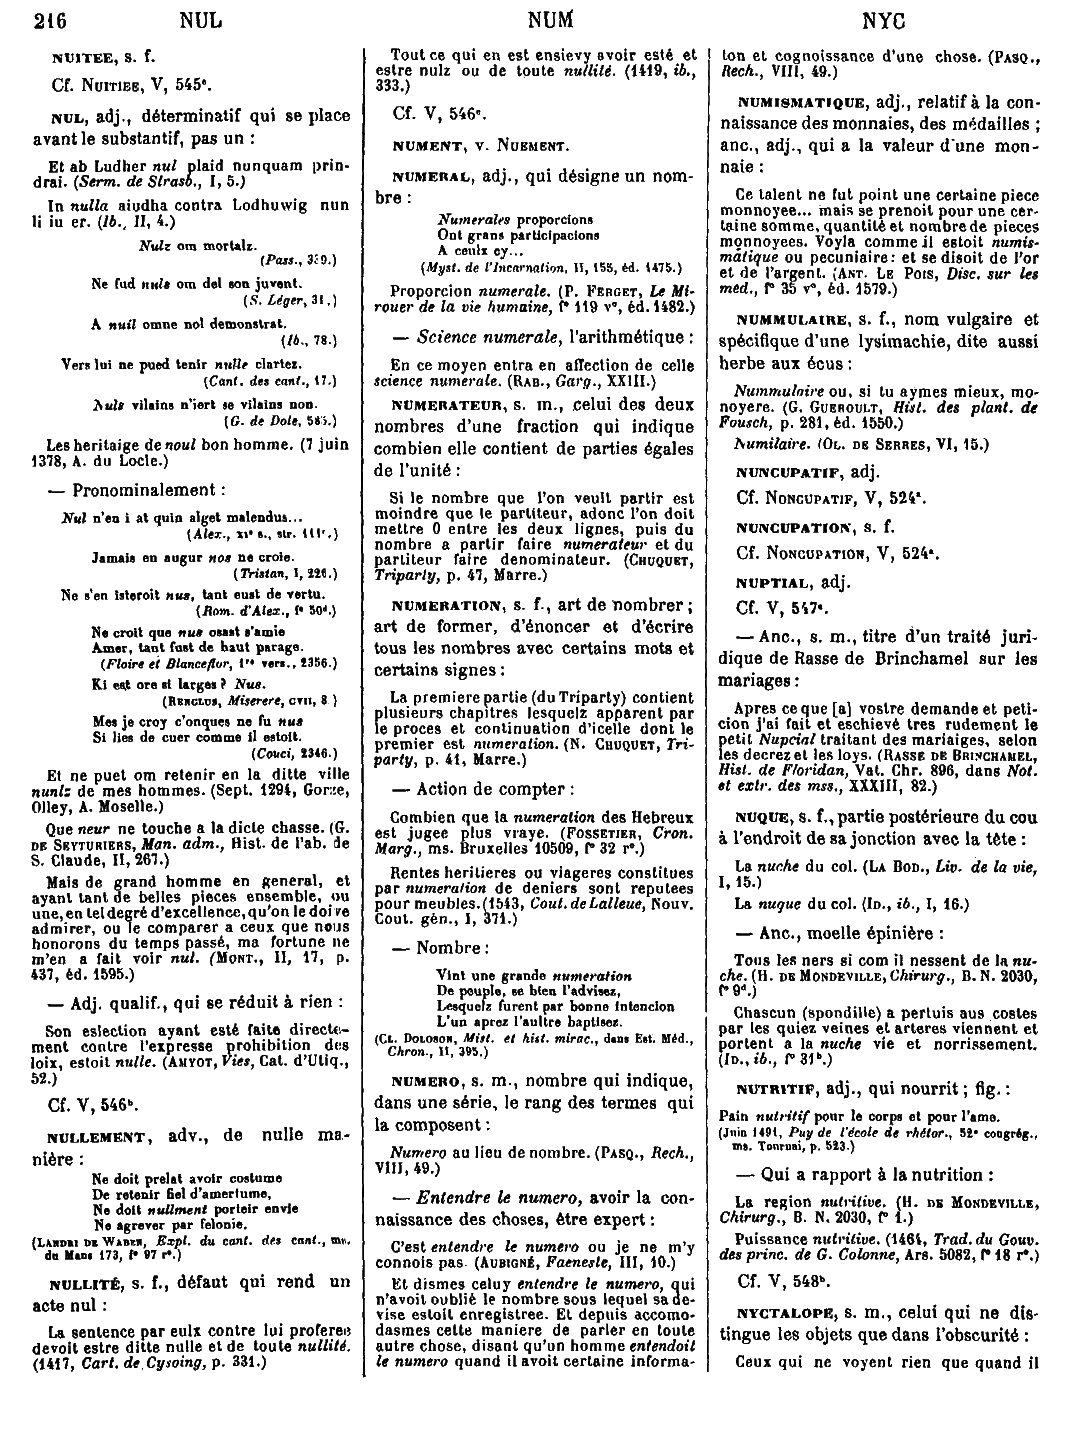 216 NUL NUM NYC
NUITEE, s. f.
Cf. NUITIEE, V, 545ᶜ.
NUL, adj., déterminatif qui se place
avant le substantif, pas un :
Et ab Ludher nul plaid nunquam prin-
drai. (Serm. de Strasb., I, 5.)
In nulla aiudha contra Lodhuwig nun
li iu er. (Ib., II, 4.)
Nulz om mortalz.
(Pass., 339.)
Ne fud nuls om del son juvent.
(S. Léger, 31.)
A nuil omne nol demonstrat.
(Ib., 78.)
Vers lui ne pued tenir nulle clartez.
(Cant. des cant., 17.)
Nuls vilains n'iert se vilains non.
(G. de Dole, 585.)
Les heritaige de noul bon homme. (7 juin
1378, A. du Locle.)
— Pronominalement :
Nul n'en i at quin alget malendus...
(Alex., XIᵉ s., str. 111ᵉ.)
Jamais en augur nos ne croie.
(Tristan, I, 226.)
Ne s'en isteroit nus, tant eust de vertu.
(Rom. d'Alex., fᵒ 50ᵈ.)
Ne croit que nus osast s'amie
Amer, tant fust de haut parage.
(Floire et Blanceflor, 1ʳᵉ vers., 2356.)
Ki est ore si larges ? Nus.
(RENCLUS, Miserere, CVII, 8.)
Mes je croy c'onques ne fu nus
Si lies de cuer comme il estoit.
(Couci, 2346.)
Et ne puet om retenir en la ditte ville
nunlz de mes hommes. (Sept. 1294, Gorze,
Olley, A. Moselle.)
Que neur ne touche a la dicte chasse. (G.
DE SEYTURIERS, Man. adm., Hist. de l'ab. de
S. Claude, II, 267.)
Mais de grand homme en general, et
ayant tant de belles pieces ensemble, ou
une, en tel degré d'excellence, qu'on le doive
admirer, ou le comparer a ceux que nous
honorons du temps passé, ma fortune ne
m'en a fait voir nul. (MONT., II, 17, p.
437, éd. 1595.)
— Adj. qualif., qui se réduit à rien :
Son eslection ayant esté faite directe-
ment contre l'expresse prohibition des
loix, estoit nulle. (AMYOT, Vies, Cat. d'Utiq.,
52.)
Cf. V, 546ᵇ.
NULLEMENT, adv., de nulle ma-
nière :
Ne doit prelat avoir costume
De retenir fiel d'amertume,
Ne doit nullment porteir envie
Ne agrever par felonie.
(LANDRI DE WABEN, Expl. du cant. des cant., ms.
du Mans 173, fᵒ 97 rᵒ.)
NULLITÉ, s. f., défaut qui rend un
acte nul :
La sentence par eulx contre lui proferee
devoit estre ditte nulle et de toute nullité.
(1417, Cart. de Cysoing, p. 331.)
Tout ce qui en est ensievy avoir esté et
estre nulz ou de toute nullité. (1419, ib.,
333.)
Cf. V, 546ᶜ.
NUMENT, v. NUEMENT.
NUMERAL, adj., qui désigne un nom-
bre :
Numerales proporcions
Ont grans participacions
A ceulx cy...
(Myst. de l'Incarnation, II, 155, éd. 1475.)
Proporcion numerale. (P. FERGET, Le Mi-
rouer de la vie humaine, fᵒ 119 vᵒ, éd. 1482.)
— Science numerale, l'arithmétique :
En ce moyen entra en affection de celle
science numerale. (RAB., Garg., XXIII.)
NUMERATEUR, s. m., celui des deux
nombres d'une fraction qui indique
combien elle contient de parties égales
de l'unité :
Si le nombre que l'on veult partir est
moindre que le partiteur, adonc l'on doit
mettre 0 entre les deux lignes, puis du
nombre a partir faire numerateur et du
partiteur faire denominateur. (CHUQUET,
Triparty, p. 47, Marre.)
NUMERATION, s. f., art de nombrer ;
art de former, d'énoncer et d'écrire
tous les nombres avec certains mots et
certains signes :
La premiere partie (du Triparty) contient
plusieurs chapitres lesquelz apparent par
le proces et continuation d'icelle dont le
premier est numeration. (N. CHUQUET, Tri-
party, p. 41, Marre.)
— Action de compter :
Combien que la numeration des Hebreux
est jugee plus vraye. (FOSSETIER, Cron.
Marg., ms. Bruxelles 10509, fᵒ 32 rᵒ.)
Rentes heritieres ou viageres constitues
par numeration de deniers sont reputees
pour meubles. (1543, Cout. de Lalleue, Nouv.
Cout. gén., I, 371.)
— Nombre :
Vint une grande numeration
De peuple, se bien l'advisez,
Lesquelz furent par bonne intencion
L'un aprez l'aultre baptisez.
(CL. DOLOSON, Mist. et hist. mirac., dans Est. Méd.,
Chron., II, 395.)
NUMERO, s. m., nombre qui indique,
dans une série, le rang des termes qui
la composent :
Numero au lieu de nombre. (PASQ., Rech.,
VIII, 49.)
— Entendre le numero, avoir la con-
naissance des choses, être expert :
C'est entendre le numero ou je ne m'y
connois pas. (AUBIGNÉ, Faeneste, III, 10.)
Et dismes celuy entendre le numero, qui
n'avoit oublié le nombre sous lequel sa de-
vise estoit enregistree. Et depuis accomo-
dasmes cette maniere de parler en toute
autre chose, disant qu'un homme entendoit
le numero quand il avoit certaine informa-
ton et cognoissance d'une chose. (PASQ.,
Rech., VIII, 49.)
NUMISMATIQUE, adj., relatif à la con-
naissance des monnaies, des médailles ;
anc., adj., qui a la valeur d'une mon-
naie :
Ce talent ne fut point une certaine piece
monnoyee... mais se prenoit pour une cer-
taine somme, quantité et nombre de pieces
monnoyees. Voyla comme il estoit numis-
matique ou pecuniaire : et se disoit de l'or
et de l'argent. (ANT. LE POIS, Disc. sur les
med., fᵒ 35 vᵒ, éd. 1579.)
NUMMULAIRE, s. f., nom vulgaire et
spécifique d'une lysimachie, dite aussi
herbe aux écus :
Nummulaire ou, si tu aymes mieux, mo-
noyere. (G. GUEROULT, Hist. des plant. de
Fousch, p. 281, éd. 1550.)
Numilaire. (OL. DE SERRES, VI, 15.)
NUNCUPATIF, adj.
Cf. NONCUPATIF, V, 524ᵃ.
NUNCUPATION, s. f.
Cf. NONCUPATION, V, 524ᵃ.
NUPTIAL, adj.
Cf. V, 547ᶜ.
— Anc., s. m., titre d'un traité juri-
dique de Rasse de Brinchamel sur les
mariages :
Apres ce que [a] vostre demande et peti-
cion j'ai fait et eschievé tres rudement le
petit Nupcial traitant des mariaiges, selon
les decrez et les loys. (RASSE DE BRINCHAMEL,
Hist. de Floridan, Vat. Chr. 896, dans Not.
et extr. des mss., XXXIII, 82.)
NUQUE, s. f., partie postérieure du cou
à l'endroit de sa jonction avec la tête :
La nuche du col. (LA BOD., Liv. de la vie,
I, 15.)
La nuque du col. (ID., ib., I, 16.)
— Anc., moelle épinière :
Tous les ners si com il nessent de la nu-
che. (H. DE MONDEVILLE, Chirurg., B. N. 2030,
fᵒ 9ᵈ.)
Chascun (spondille) a pertuis aus costes
par les quiez veines et arteres viennent et
portent a la nuche vie et norrissement.
(ID., ib., fᵒ 31ᵇ.)
NUTRITIF, adj., qui nourrit ; fig. :
Pain nutritif pour le corps et pour l'ame.
(Juin 1491, Puy de l'école de rhétor., 52ᵉ congrég.,
ms. Tournai, p. 523.)
— Qui a rapport à la nutrition :
La region nutritive. (H. DE MONDEVILLE,
Chirurg., B. N. 2030, fᵒ 1.)
Puissance nutritive. (1464, Trad. du Gouv.
des princ. de G. Colonne, Ars. 5082, fᵒ 18 rᵒ.)
Cf. V, 548ᵇ.
NYCTALOPE, s. m., celui qui ne dis-
tingue les objets que dans l'obscurité :
Ceux qui ne voyent rien que quand il